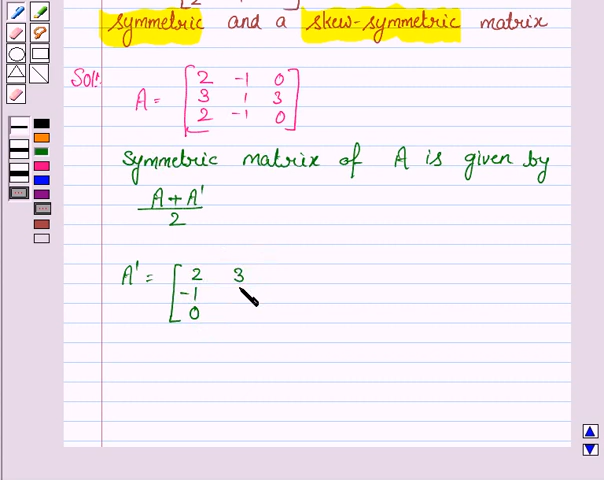 2
symmetric and a skew-symmetric matrix
Sol!
A = [ 2 -1 0
3 1 3
2 -1 0 ]
Symmetric matrix of A is given by
A + A'
2
A' = [ 2 3
-1
0